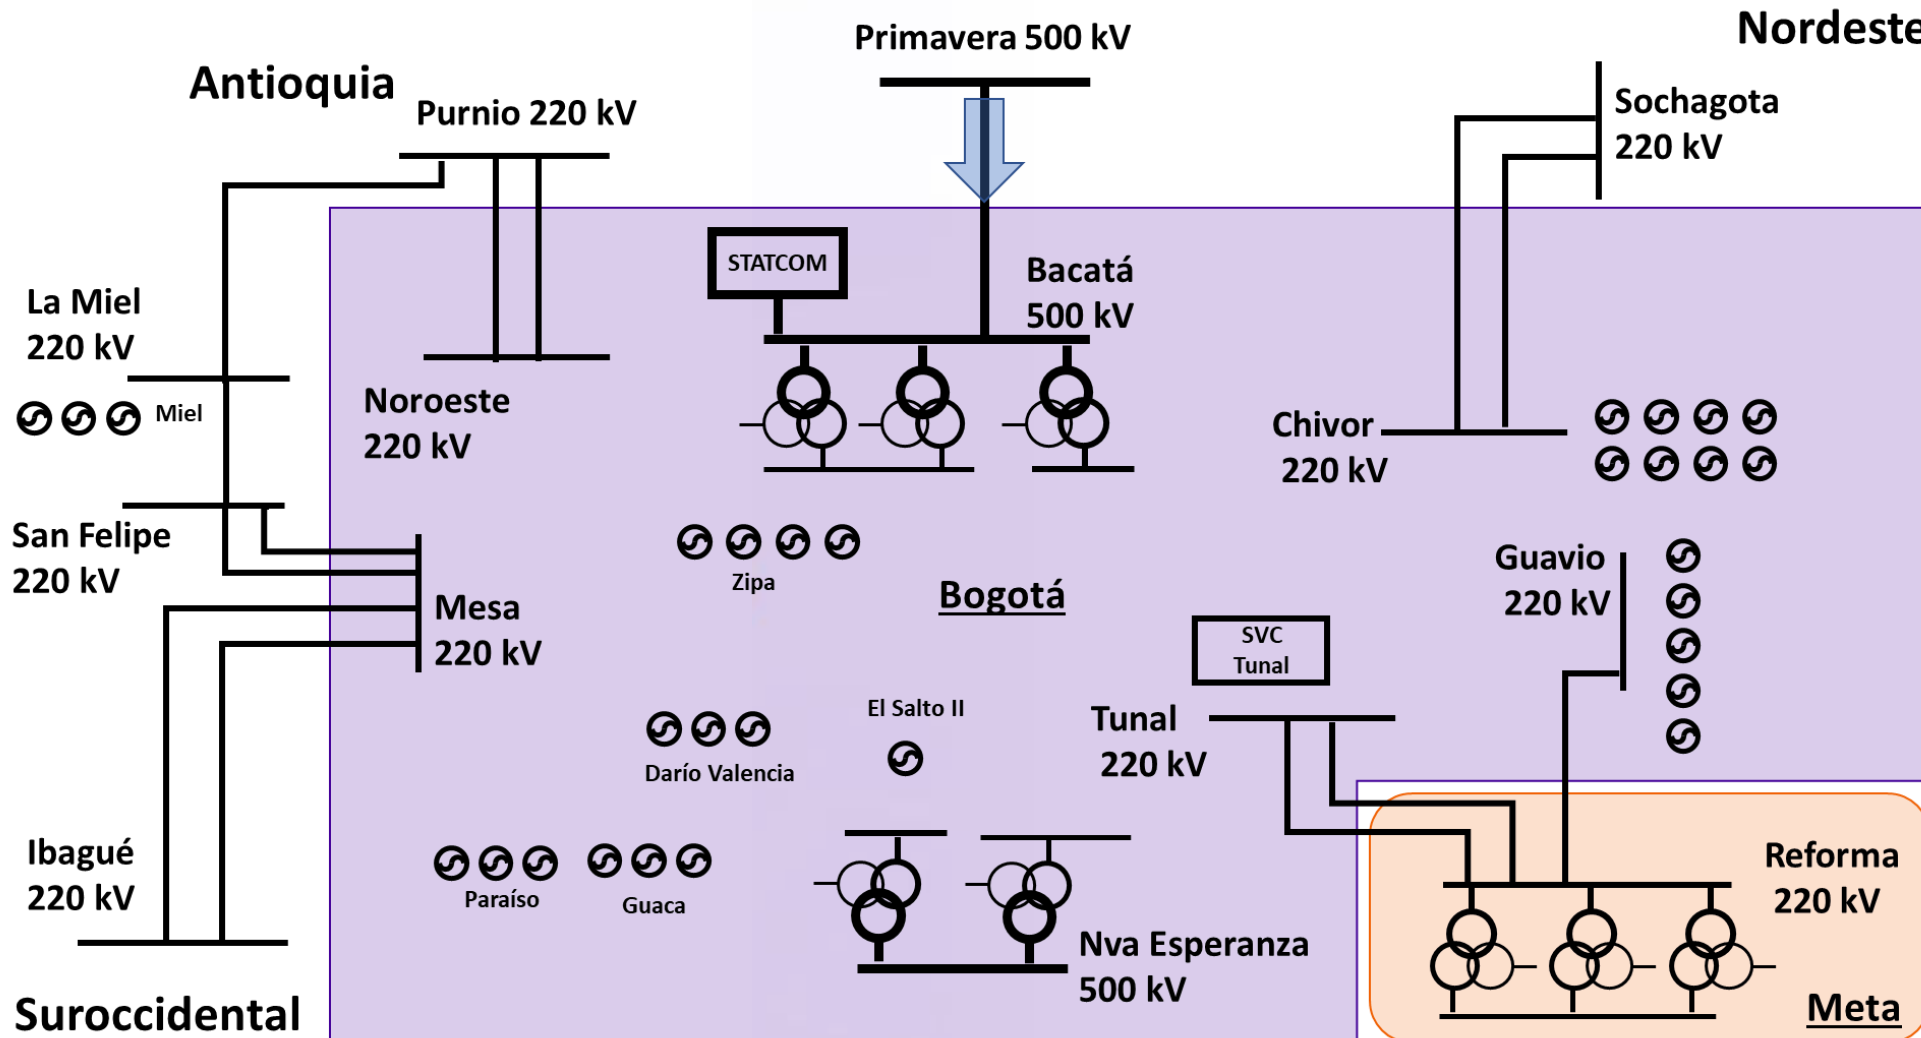 Primavera 500 kV
Nordeste
Antioquia
Purnio 220 kV
Sochagota
220 kV
STATCOM
Bacatá
500 kV
La Miel
220 kV
Miel
Noroeste
220 kV
Chivor
220 kV
San Felipe
220 kV
Zipa
Guavio
220 kV
Bogotá
Mesa
220 kV
SVC
Tunal
El Salto II
Tunal
220 kV
Darío Valencia
Ibagué
220 kV
Paraíso
Guaca
Reforma
220 kV
Nva Esperanza
500 kV
Suroccidental
Meta